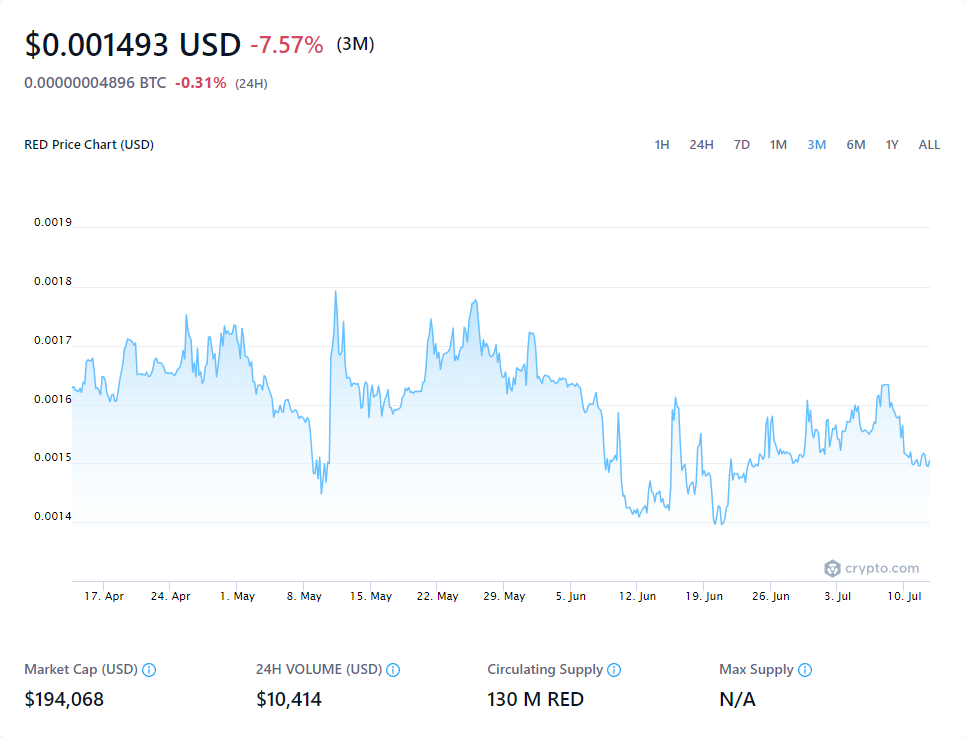 $0.001493 USD -7.57% (3M)
0.00000004896 BTC -0.31% (24H)
RED Price Chart (USD) 1H 24H 7D 1M 3M 6M 1Y ALL
0.0019
0.0018
0.0017
0.0016
0.0015
0.0014
crypto.com
17. Apr 24. Apr 1. May 8. May 15. May 22. May 29. May 5. Jun 12. Jun 19. Jun 26. Jun 3. Jul 10. Jul
Market Cap (USD) 24H VOLUME (USD) Circulating Supply Max Supply
$194,068 $10,414 130 M RED N/A